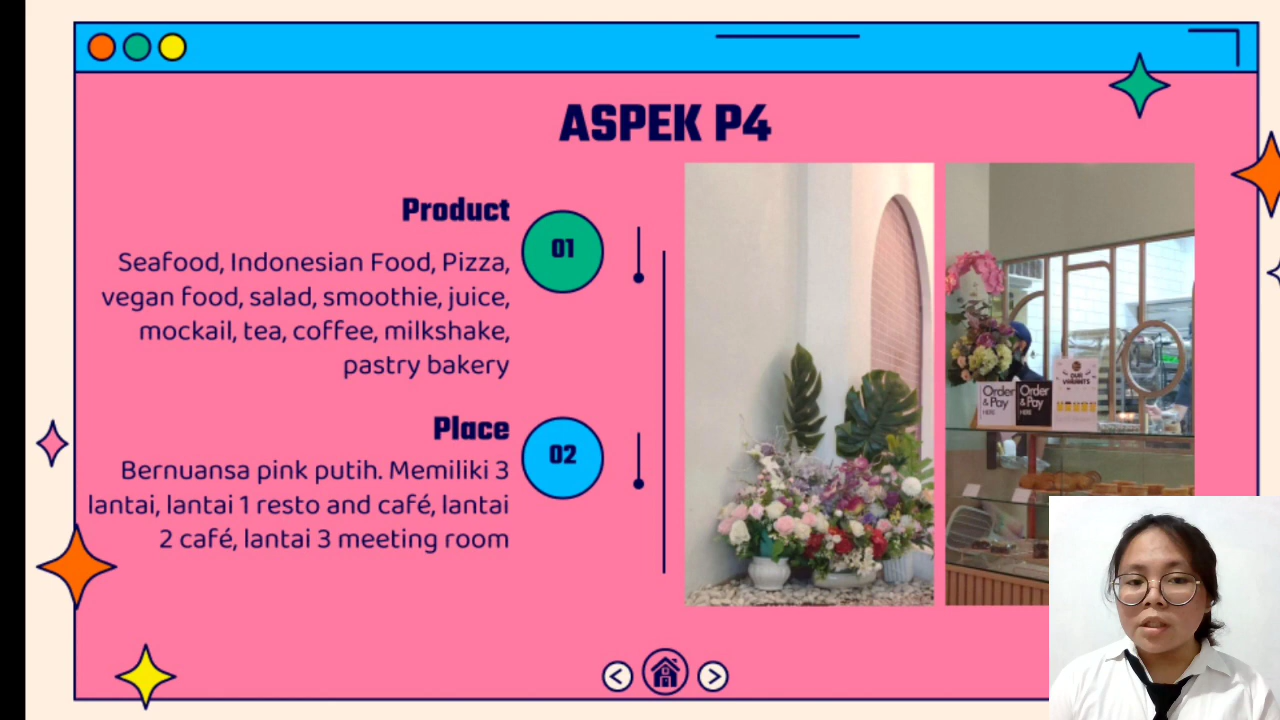 ASPEK P4
Product
01
Seafood, Indonesian Food, Pizza,
vegan food, salad, smoothie, juice,
mockail, tea, coffee, milkshake,
pastry bakery
Place
02
Bernuansa pink putih. Memiliki 3
lantai, lantai 1 resto and café, lantai
2 café, lantai 3 meeting room
Order
& Pay
HERE
Order
& Pay
HERE
OUR
VARIANTS